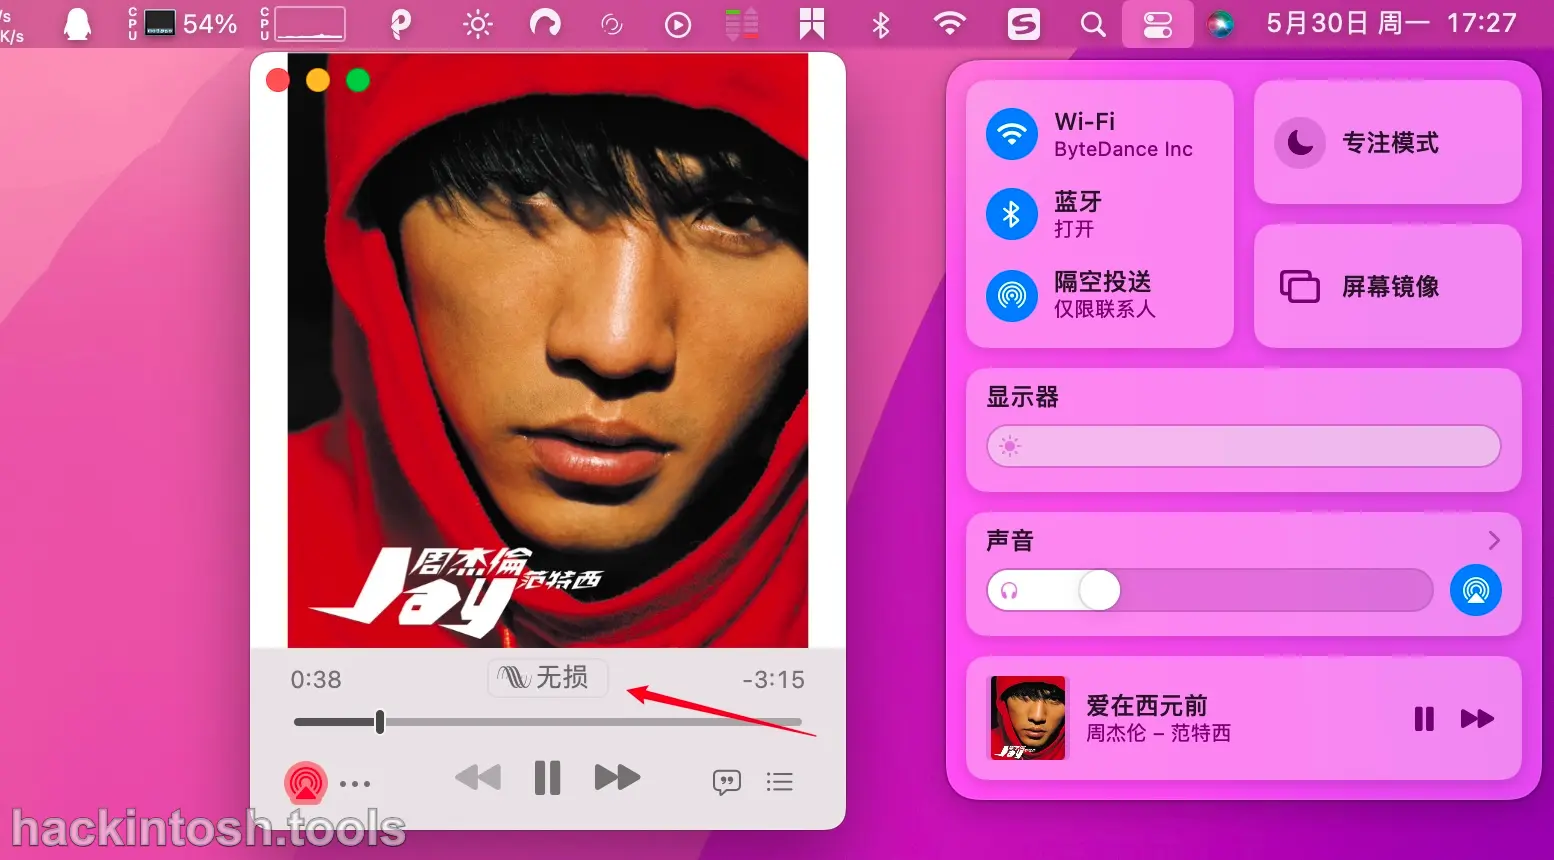 /s
K/s
CPU
54%
CPU
5月30日 周一 17:27
Wi-Fi
ByteDance Inc
蓝牙
打开
隔空投送
仅限联系人
专注模式
屏幕镜像
显示器
声音
爱在西元前
周杰伦 – 范特西
周杰倫
范特西
Jay
0:38
无损
-3:15
hackintosh.tools